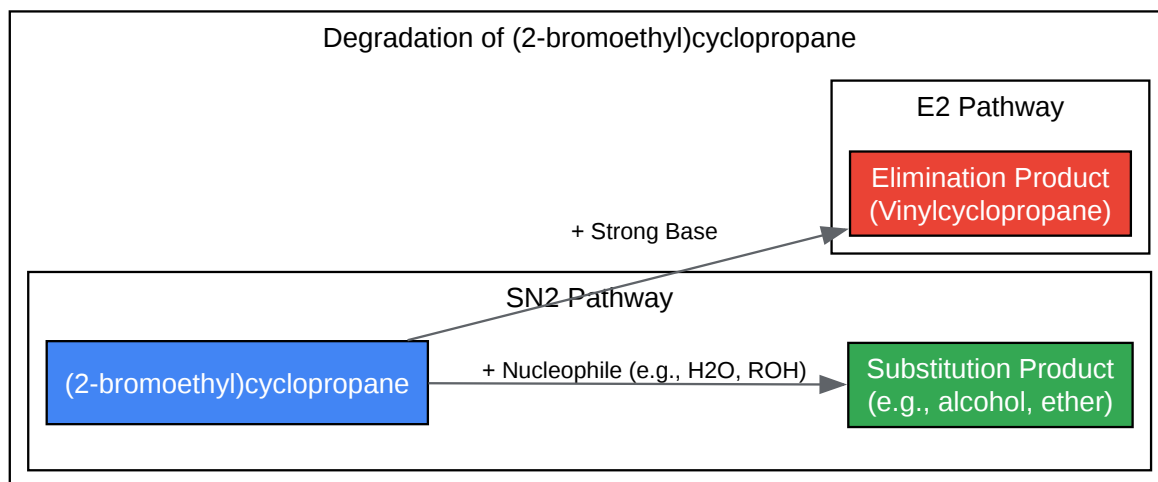 Degradation of (2-bromoethyl)cyclopropane
E2 Pathway
Elimination Product
(Vinylcyclopropane)
+ Strong Base
SN2 Pathway
(2-bromoethyl)cyclopropane
+ Nucleophile (e.g., H2O, ROH)
Substitution Product
(e.g., alcohol, ether)